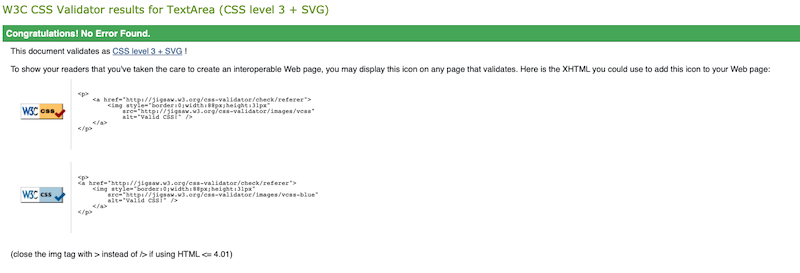 W3C CSS Validator results for TextArea (CSS level 3 + SVG)
Congratulations! No Error Found.
This document validates as CSS level 3 + SVG !
To show your readers that you've taken the care to create an interoperable Web page, you may display this icon on any page that validates. Here is the XHTML you could use to add this icon to your Web page:
W3C css
<p>
<a href="http://jigsaw.w3.org/css-validator/check/referer">
<img style="border:0;width:88px;height:31px"
src="http://jigsaw.w3.org/css-validator/images/vcss"
alt="Valid CSS!" />
</a>
</p>
W3C css
<p>
<a href="http://jigsaw.w3.org/css-validator/check/referer">
<img style="border:0;width:88px;height:31px"
src="http://jigsaw.w3.org/css-validator/images/vcss-blue"
alt="Valid CSS!" />
</a>
</p>
(close the img tag with > instead of /> if using HTML <= 4.01)